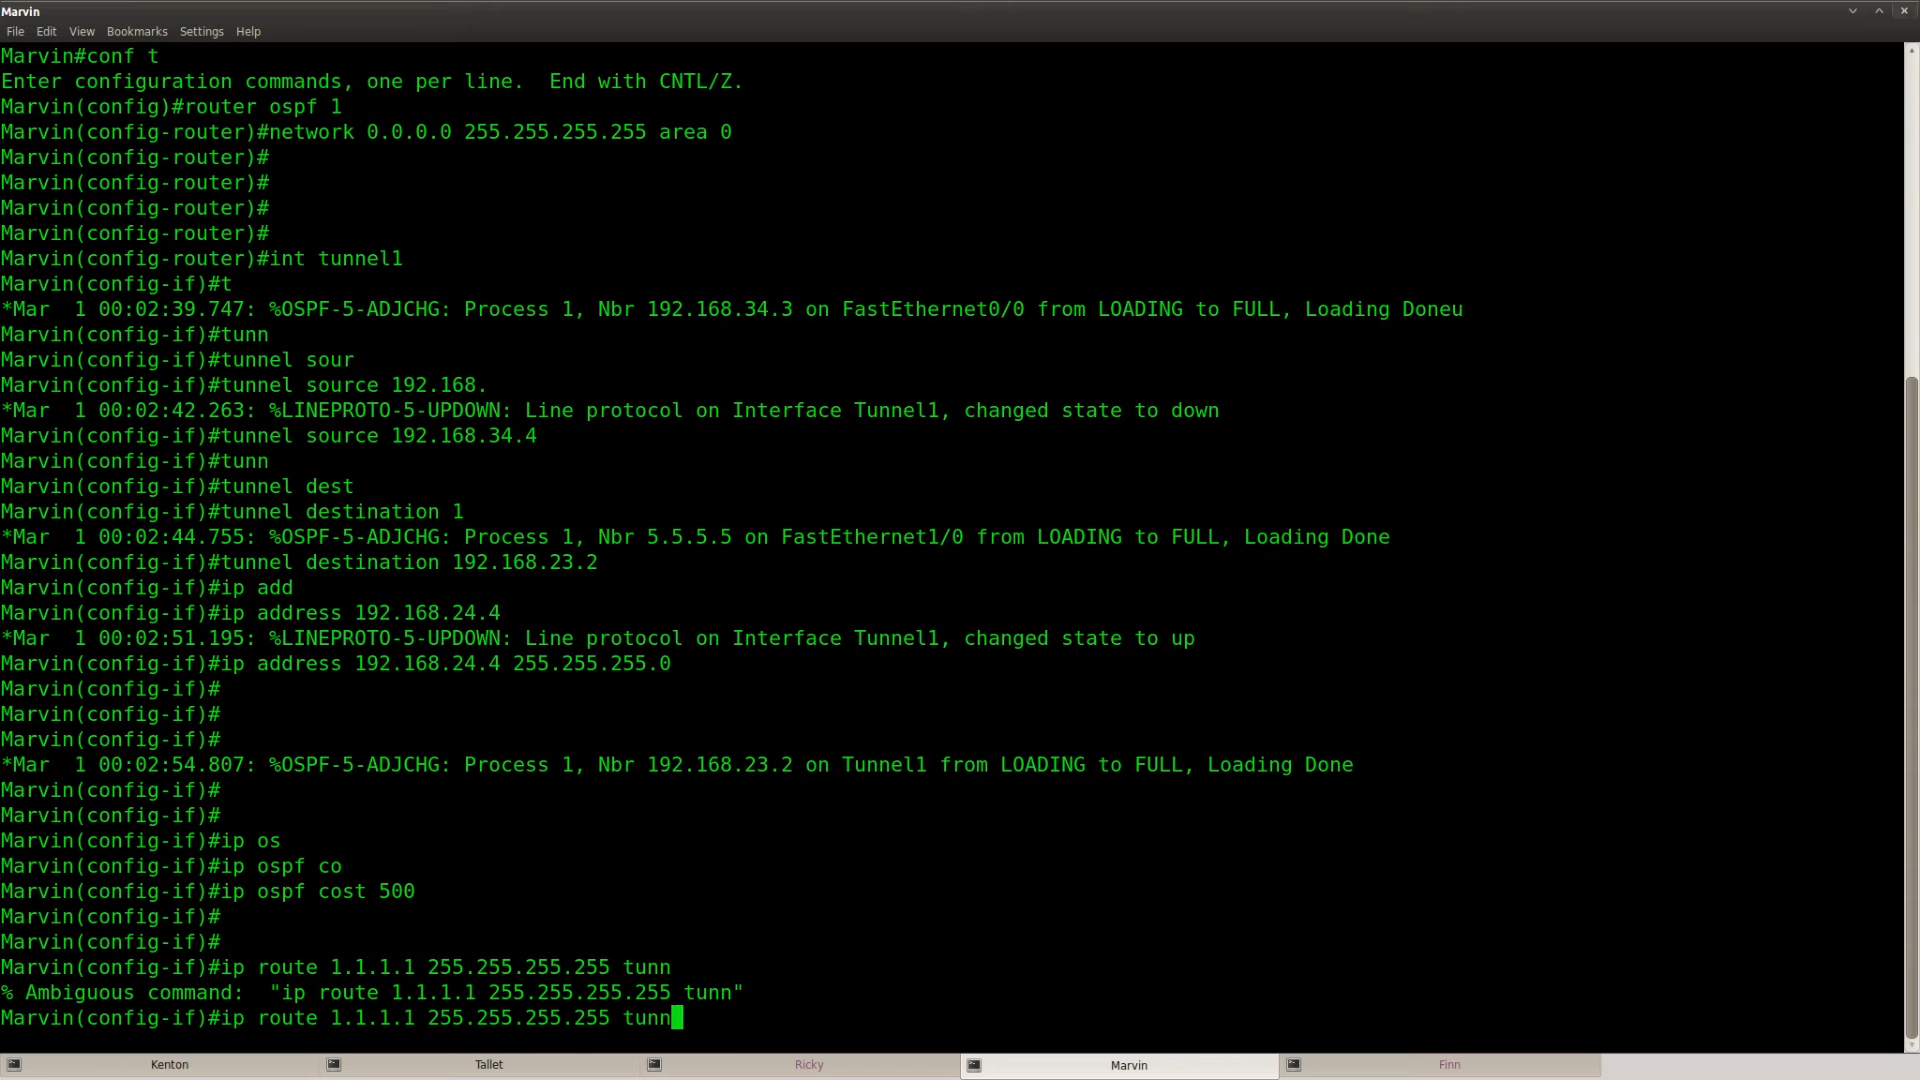 Marvin
File Edit View Bookmarks Settings Help
Marvin#conf t
Enter configuration commands, one per line.  End with CNTL/Z.
Marvin(config)#router ospf 1
Marvin(config-router)#network 0.0.0.0 255.255.255.255 area 0
Marvin(config-router)#
Marvin(config-router)#
Marvin(config-router)#
Marvin(config-router)#
Marvin(config-router)#int tunnel1
Marvin(config-if)#t
*Mar  1 00:02:39.747: %OSPF-5-ADJCHG: Process 1, Nbr 192.168.34.3 on FastEthernet0/0 from LOADING to FULL, Loading Doneu
Marvin(config-if)#tunn
Marvin(config-if)#tunnel sour
Marvin(config-if)#tunnel source 192.168.
*Mar  1 00:02:42.263: %LINEPROTO-5-UPDOWN: Line protocol on Interface Tunnel1, changed state to down
Marvin(config-if)#tunnel source 192.168.34.4
Marvin(config-if)#tunn
Marvin(config-if)#tunnel dest
Marvin(config-if)#tunnel destination 1
*Mar  1 00:02:44.755: %OSPF-5-ADJCHG: Process 1, Nbr 5.5.5.5 on FastEthernet1/0 from LOADING to FULL, Loading Done
Marvin(config-if)#tunnel destination 192.168.23.2
Marvin(config-if)#ip add
Marvin(config-if)#ip address 192.168.24.4
*Mar  1 00:02:51.195: %LINEPROTO-5-UPDOWN: Line protocol on Interface Tunnel1, changed state to up
Marvin(config-if)#ip address 192.168.24.4 255.255.255.0
Marvin(config-if)#
Marvin(config-if)#
Marvin(config-if)#
*Mar  1 00:02:54.807: %OSPF-5-ADJCHG: Process 1, Nbr 192.168.23.2 on Tunnel1 from LOADING to FULL, Loading Done
Marvin(config-if)#
Marvin(config-if)#
Marvin(config-if)#ip os
Marvin(config-if)#ip ospf co
Marvin(config-if)#ip ospf cost 500
Marvin(config-if)#
Marvin(config-if)#
Marvin(config-if)#ip route 1.1.1.1 255.255.255.255 tunn
% Ambiguous command:  "ip route 1.1.1.1 255.255.255.255 tunn"
Marvin(config-if)#ip route 1.1.1.1 255.255.255.255 tunn
Kenton Tallet Ricky Marvin Finn